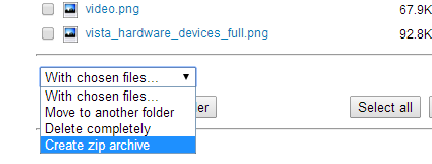 video.png 67.9K
vista_hardware_devices_full.png 92.8K
With chosen files...
With chosen files...
Move to another folder
Delete completely
Create zip archive
Select all